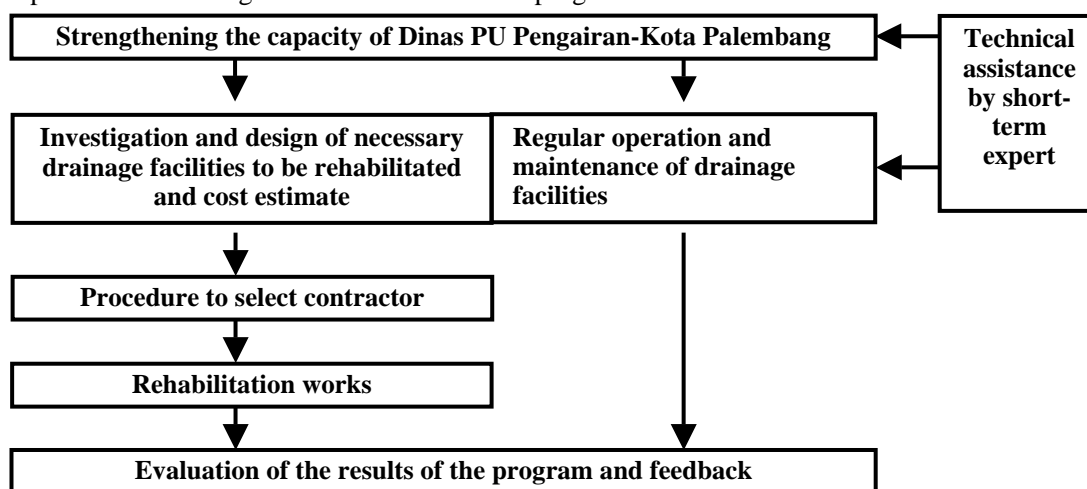 Strengthening the capacity of Dinas PU Pengairan-Kota Palembang
Technical
assistance
by short-
term
expert
Investigation and design of necessary
drainage facilities to be rehabilitated
and cost estimate
Regular operation and
maintenance of drainage
facilities
Procedure to select contractor
Rehabilitation works
Evaluation of the results of the program and feedback